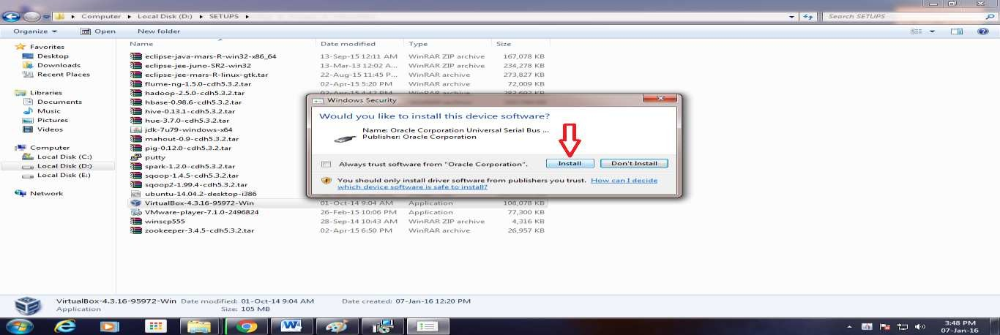 Computer ▸ Local Disk (D:) ▸ SETUPS ▸
Search SETUPS
Organize Open New folder
Name Date modified Type Size
Favorites
Desktop
Downloads
Recent Places
Libraries
Documents
Music
Pictures
Videos
Computer
Local Disk (C:)
Local Disk (D:)
Local Disk (E:)
Network
eclipse-java-mars-R-win32-x86_64 13-Sep-15 12:11 AM WinRAR ZIP archive 167,078 KB
eclipse-jee-juno-SR2-win32 13-Mar-13 12:02 A... WinRAR ZIP archive 234,278 KB
eclipse-jee-mars-R-linux-gtk.tar 22-Aug-15 11:45 P... WinRAR archive 273,827 KB
flume-ng-1.5.0-cdh5.3.2.tar 02-Apr-15 5:20 PM WinRAR archive 72,009 KB
hadoop-2.5.0-cdh5.3.2.tar
hbase-0.98.6-cdh5.3.2.tar
hive-0.13.1-cdh5.3.2.tar
hue-3.7.0-cdh5.3.2.tar
jdk-7u79-windows-x64
mahout-0.9-cdh5.3.2.tar
pig-0.12.0-cdh5.3.2.tar
putty
spark-1.2.0-cdh5.3.2.tar
sqoop-1.4.5-cdh5.3.2.tar
sqoop2-1.99.4-cdh5.3.2.tar
ubuntu-14.04.2-desktop-i386
VirtualBox-4.3.16-95972-Win 01-Oct-14 9:04 AM Application 108,078 KB
VMware-player-7.1.0-2496824 26-Feb-15 10:06 PM Application 77,300 KB
winscp555 28-Sep-14 10:43 AM WinRAR ZIP archive 4,316 KB
zookeeper-3.4.5-cdh5.3.2.tar 02-Apr-15 6:50 PM WinRAR archive 26,957 KB
Windows Security
Would you like to install this device software?
Name: Oracle Corporation Universal Serial Bus ...
Publisher: Oracle Corporation
Always trust software from "Oracle Corporation". Install Don't Install
You should only install driver software from publishers you trust. How can I decide
which device software is safe to install?
VirtualBox-4.3.16-95972-Win Date modified: 01-Oct-14 9:04 AM Date created: 07-Jan-16 12:20 PM
Application Size: 105 MB
3:48 PM
07-Jan-16